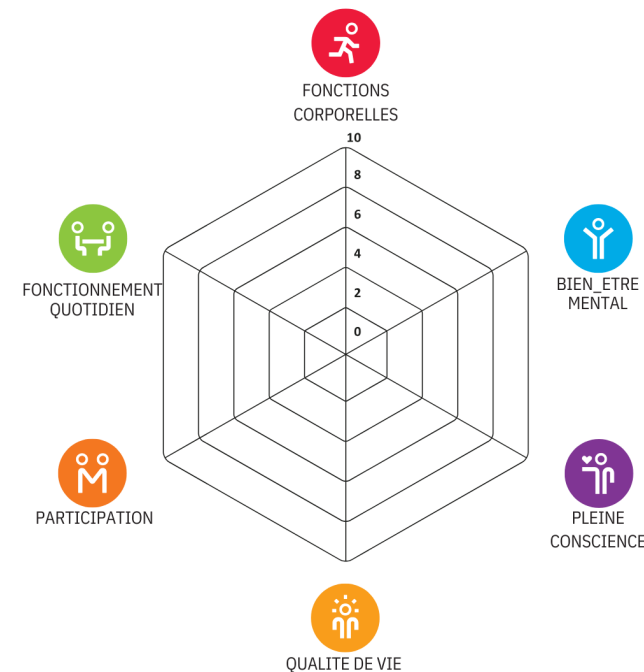 FONCTIONS
CORPORELLES
10
8
6
4
2
0
FONCTIONNEMENT
QUOTIDIEN
BIEN_ETRE
MENTAL
PARTICIPATION
PLEINE
CONSCIENCE
QUALITE DE VIE